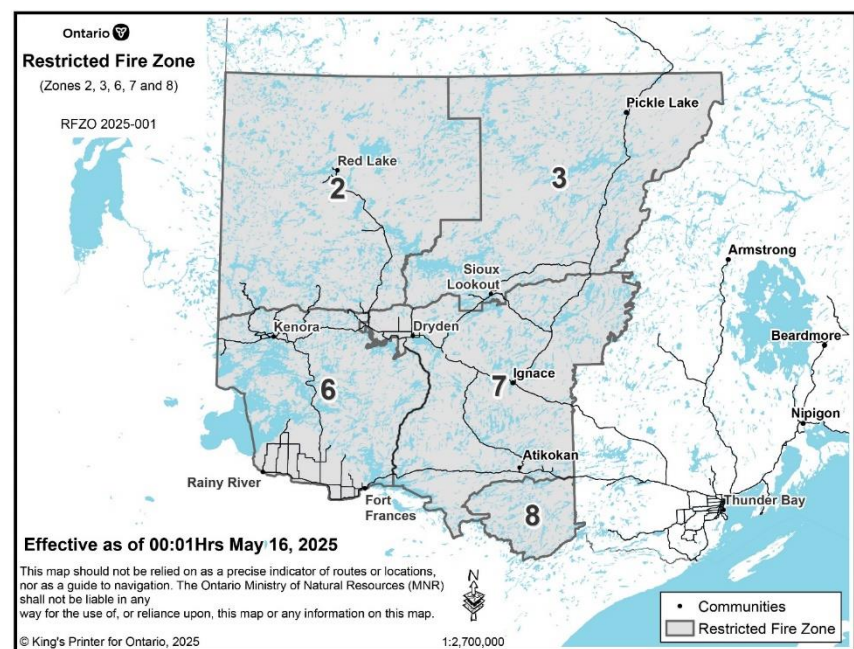 Ontario
Restricted Fire Zone
(Zones 2, 3, 6, 7 and 8)
RFZO 2025-001
Pickle Lake
Red Lake
2
3
Armstrong
Sioux
Lookout
Kenora
Dryden
Beardmore
6
7
Ignace
Nipigon
Atikokan
Rainy River
Fort
Frances
8
Thunder Bay
Effective as of 00:01Hrs May 16, 2025
This map should not be relied on as a precise indicator of routes or locations,
nor as a guide to navigation. The Ontario Ministry of Natural Resources (MNR)
shall not be liable in any
way for the use of, or reliance upon, this map or any information on this map.
N
Communities
Restricted Fire Zone
© King's Printer for Ontario, 2025
1:2,700,000